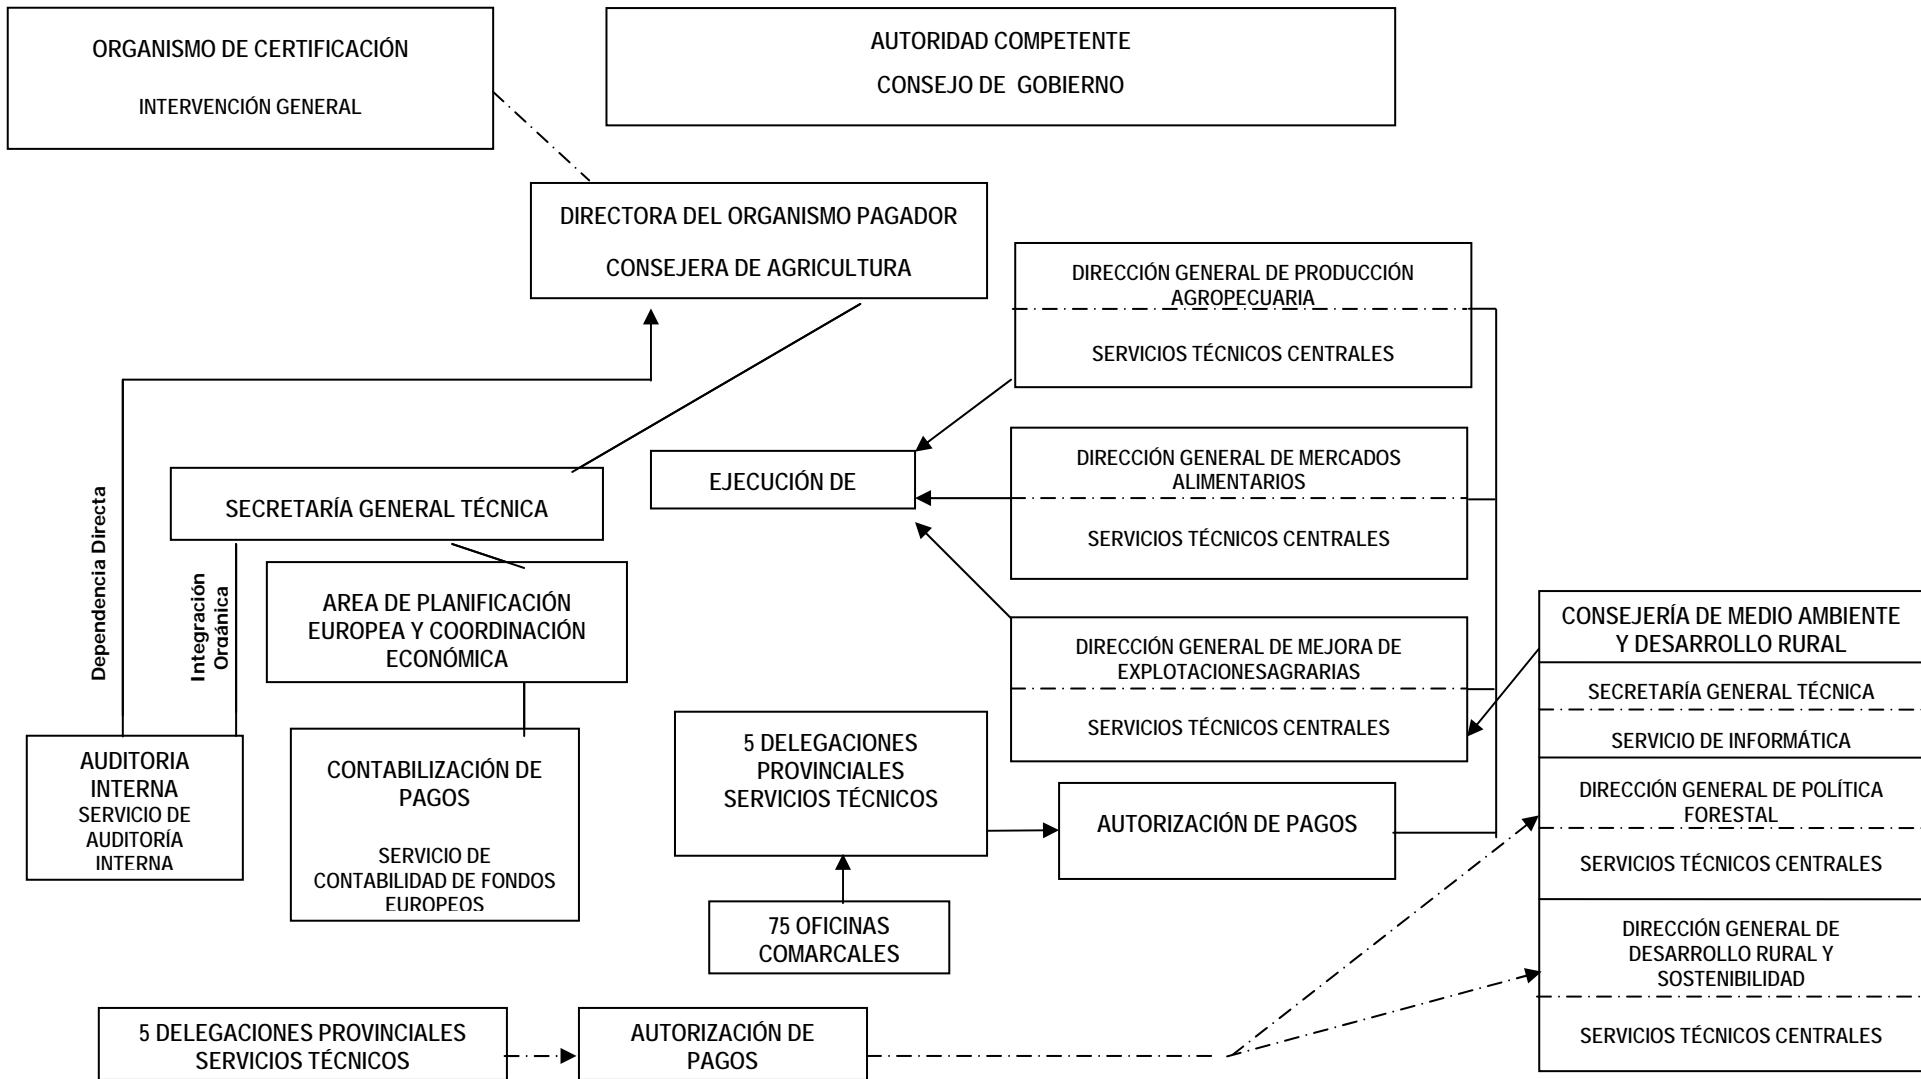 ORGANISMO DE CERTIFICACIÓN
INTERVENCIÓN GENERAL
AUTORIDAD COMPETENTE
CONSEJO DE GOBIERNO
DIRECTORA DEL ORGANISMO PAGADOR
CONSEJERA DE AGRICULTURA
DIRECCIÓN GENERAL DE PRODUCCIÓN
AGROPECUARIA
SERVICIOS TÉCNICOS CENTRALES
EJECUCIÓN DE
DIRECCIÓN GENERAL DE MERCADOS
ALIMENTARIOS
SERVICIOS TÉCNICOS CENTRALES
Dependencia Directa
SECRETARÍA GENERAL TÉCNICA
Integración
Orgánica
AREA DE PLANIFICACIÓN
EUROPEA Y COORDINACIÓN
ECONÓMICA
DIRECCIÓN GENERAL DE MEJORA DE
EXPLOTACIONESAGRARIAS
SERVICIOS TÉCNICOS CENTRALES
CONSEJERÍA DE MEDIO AMBIENTE
Y DESARROLLO RURAL
SECRETARÍA GENERAL TÉCNICA
SERVICIO DE INFORMÁTICA
DIRECCIÓN GENERAL DE POLÍTICA
FORESTAL
SERVICIOS TÉCNICOS CENTRALES
DIRECCIÓN GENERAL DE
DESARROLLO RURAL Y
SOSTENIBILIDAD
SERVICIOS TÉCNICOS CENTRALES
AUDITORIA
INTERNA
SERVICIO DE
AUDITORÍA
INTERNA
CONTABILIZACIÓN DE
PAGOS
SERVICIO DE
CONTABILIDAD DE FONDOS
EUROPEOS
5 DELEGACIONES
PROVINCIALES
SERVICIOS TÉCNICOS
AUTORIZACIÓN DE PAGOS
75 OFICINAS
COMARCALES
5 DELEGACIONES PROVINCIALES
SERVICIOS TÉCNICOS
AUTORIZACIÓN DE
PAGOS